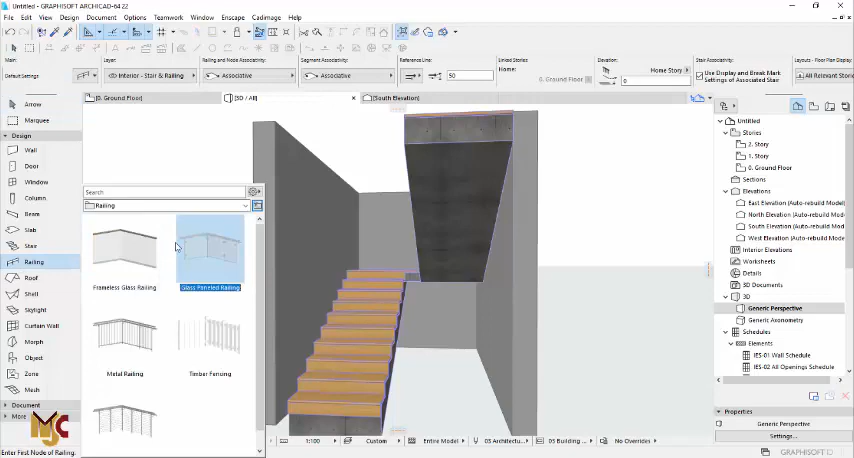 Untitled - GRAPHISOFT ARCHICAD-64 22
File Edit View Design Document Options Teamwork Window Enscape Cadimage Help
Main: Layer: Railing and Node Associativity: Segment Associativity: Reference Line: Linked Stories: Elevation: Stair Associativity: Floor Plan Display:
Default Settings Interior - Stair & Railing Associative Associative 50 Home: 0. Ground Floor Home Story 0 Use Display and Break Mark Settings of Associated Stair All Relevant Stories
[0. Ground Floor] [3D / All] [South Elevation]
Arrow
Marquee
Design
Wall
Door
Window
Column
Beam
Slab
Stair
Railing
Roof
Shell
Skylight
Curtain Wall
Morph
Object
Zone
Mesh
Document
More
Search
Railing
Frameless Glass Railing Glass Paneled Railing
Metal Railing Timber Fencing
MJC
Untitled
Stories
2. Story
1. Story
0. Ground Floor
Sections
Elevations
East Elevation (Auto-rebuild Model)
North Elevation (Auto-rebuild Model)
South Elevation (Auto-rebuild Model)
West Elevation (Auto-rebuild Model)
Interior Elevations
Worksheets
Details
3D Documents
3D
Generic Perspective
Generic Axonometry
Schedules
Elements
IES-01 Wall Schedule
IES-02 All Openings Schedule
Properties
Generic Perspective
Settings...
1:100 Custom Entire Model 03 Architectu... 03 Building ... No Overrides
Enter First Node of Railing.
GRAPHISOFT ID